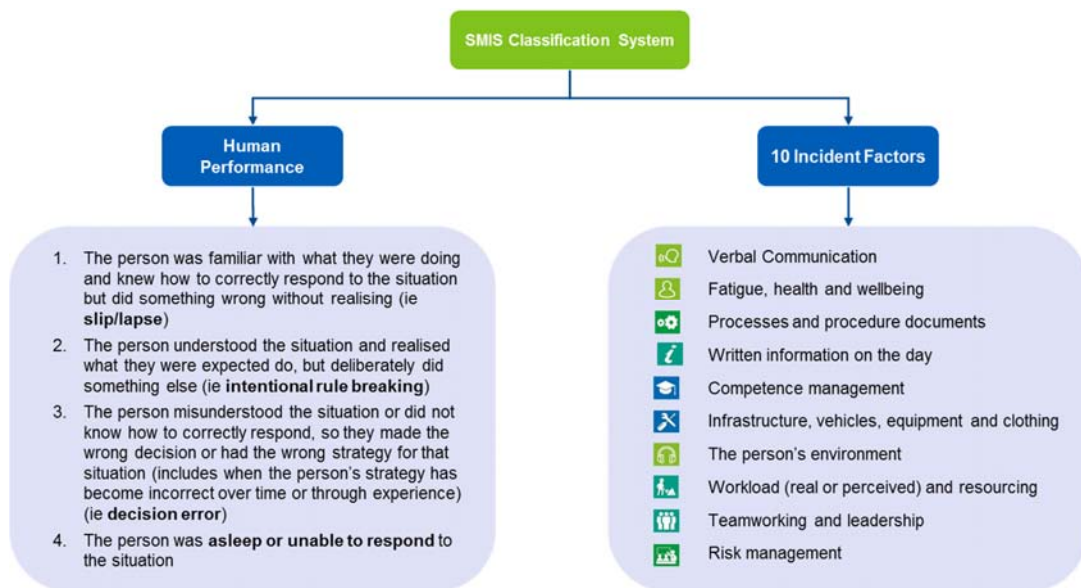 SMIS Classification System
Human
Performance
10 Incident Factors
1. The person was familiar with what they were doing
and knew how to correctly respond to the situation
but did something wrong without realising (ie
slip/lapse)
2. The person understood the situation and realised
what they were expected do, but deliberately did
something else (ie intentional rule breaking)
3. The person misunderstood the situation or did not
know how to correctly respond, so they made the
wrong decision or had the wrong strategy for that
situation (includes when the person's strategy has
become incorrect over time or through experience)
(ie decision error)
4. The person was asleep or unable to respond to
the situation
Verbal Communication
Fatigue, health and wellbeing
Processes and procedure documents
Written information on the day
Competence management
Infrastructure, vehicles, equipment and clothing
The person's environment
Workload (real or perceived) and resourcing
Teamworking and leadership
Risk management